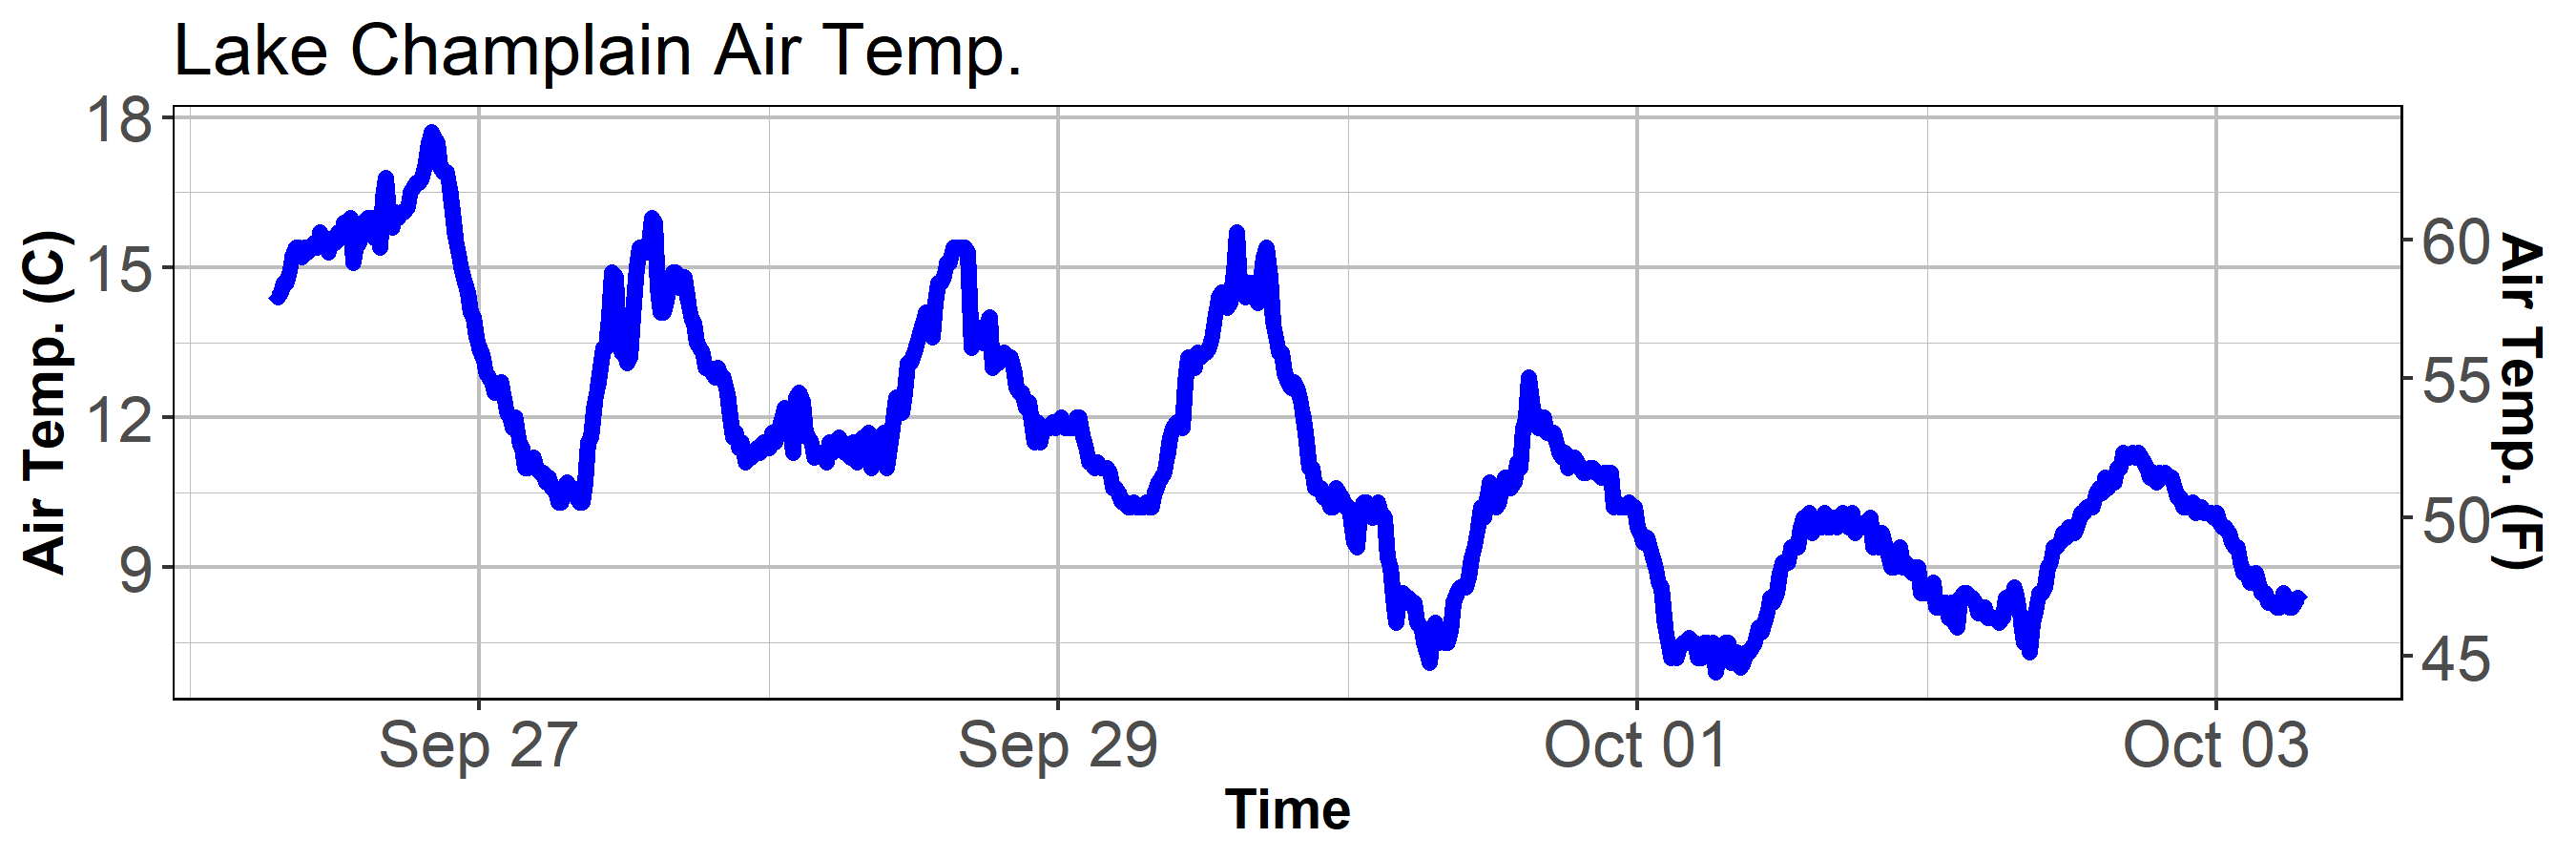 Lake Champlain Air Temp.
18
15
12
9
Air Temp. (C)
60
55
50
45
Air Temp. (F)
Sep 27
Sep 29
Oct 01
Oct 03
Time